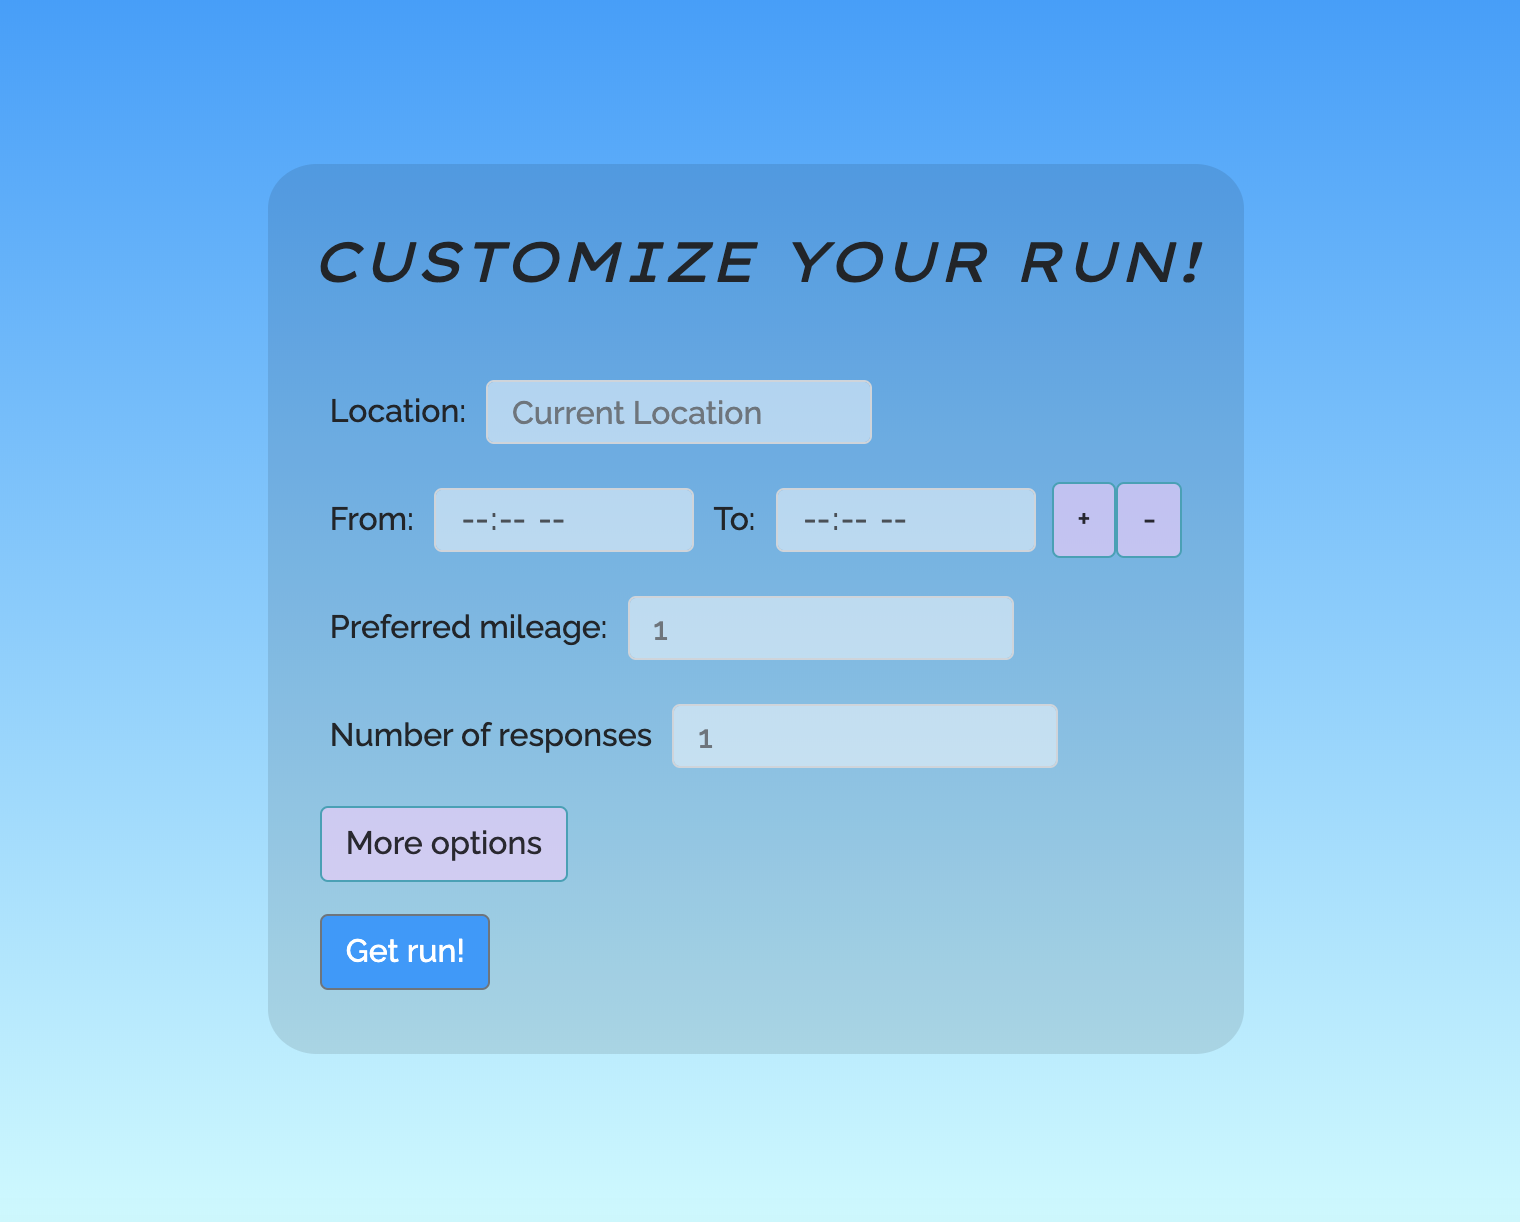 CUSTOMIZE YOUR RUN!
Location: Current Location
From: --:-- -- To: --:-- -- + -
Preferred mileage: 1
Number of responses 1
More options
Get run!